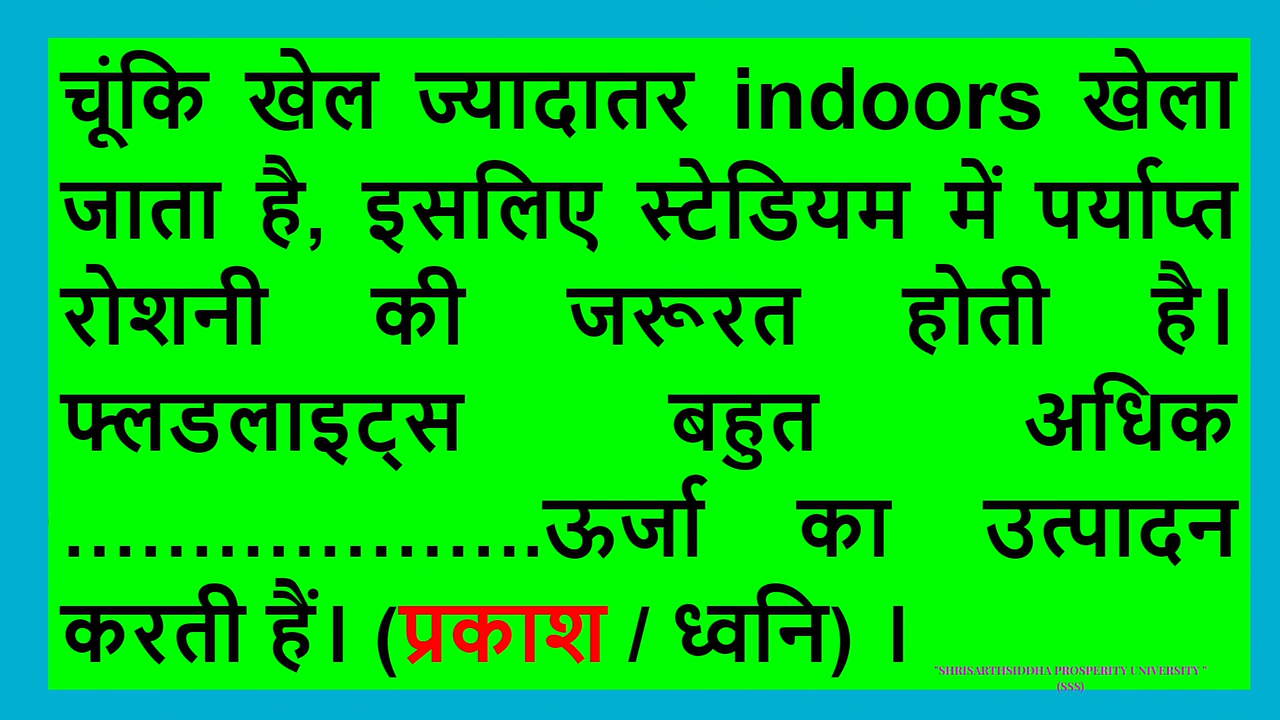 चूंकि खेल ज्यादातर indoors खेला
जाता है, इसलिए स्टेडियम में पर्याप्त
रोशनी की जरूरत होती है।
फ्लडलाइट्स बहुत अधिक
...................ऊर्जा का उत्पादन
करती हैं। (प्रकाश / ध्वनि) ।
"SHRISARTHSIDDHA PROSPERITY UNIVERSITY"
(SSS)